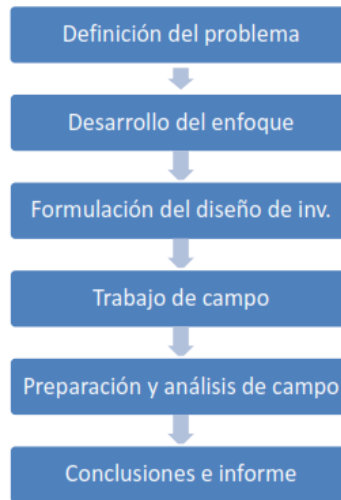 Definición del problema
Desarrollo del enfoque
Formulación del diseño de inv.
Trabajo de campo
Preparación y análisis de campo
Conclusiones e informe